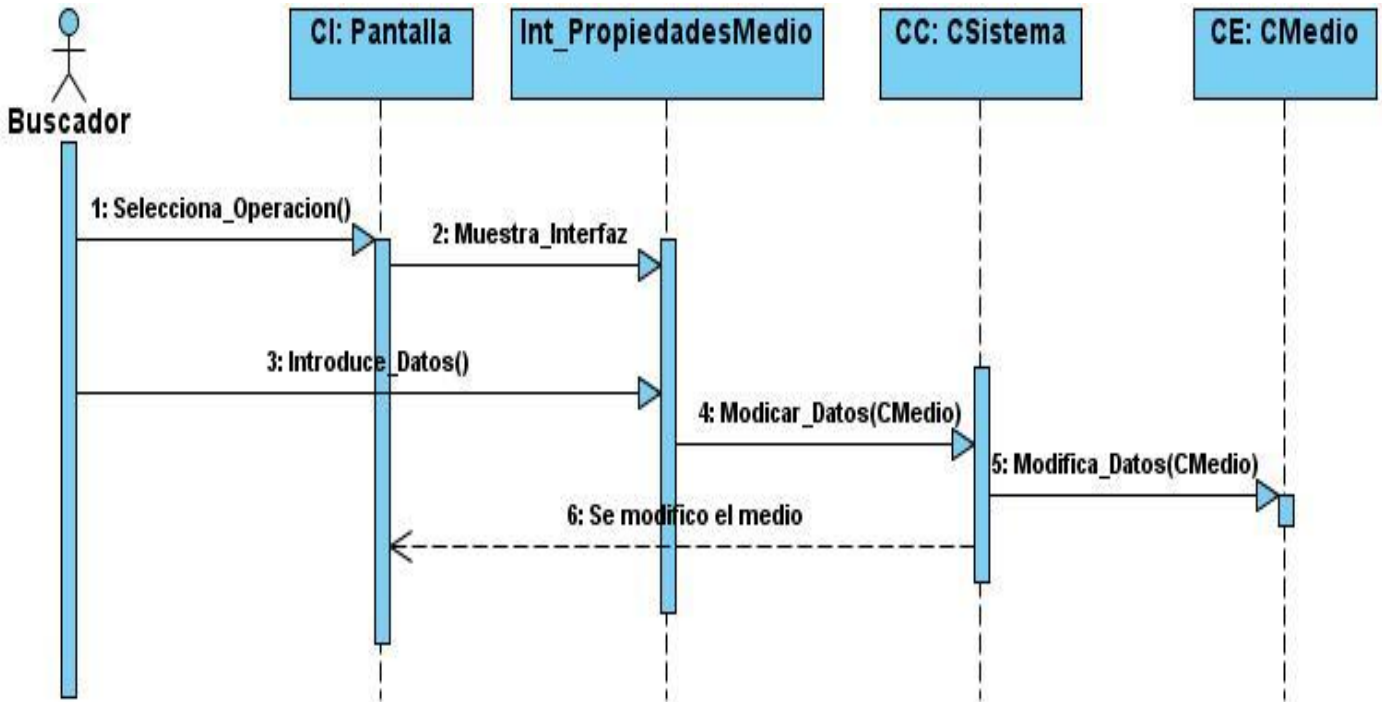 CI: Pantalla
Int_PropiedadesMedio
CC: CSistema
CE: CMedio
Buscador
1: Selecciona_Operacion()
2: Muestra_Interfaz
3: Introduce_Datos()
4: Modicar_Datos(CMedio)
5: Modifica_Datos(CMedio)
6: Se modifico el medio